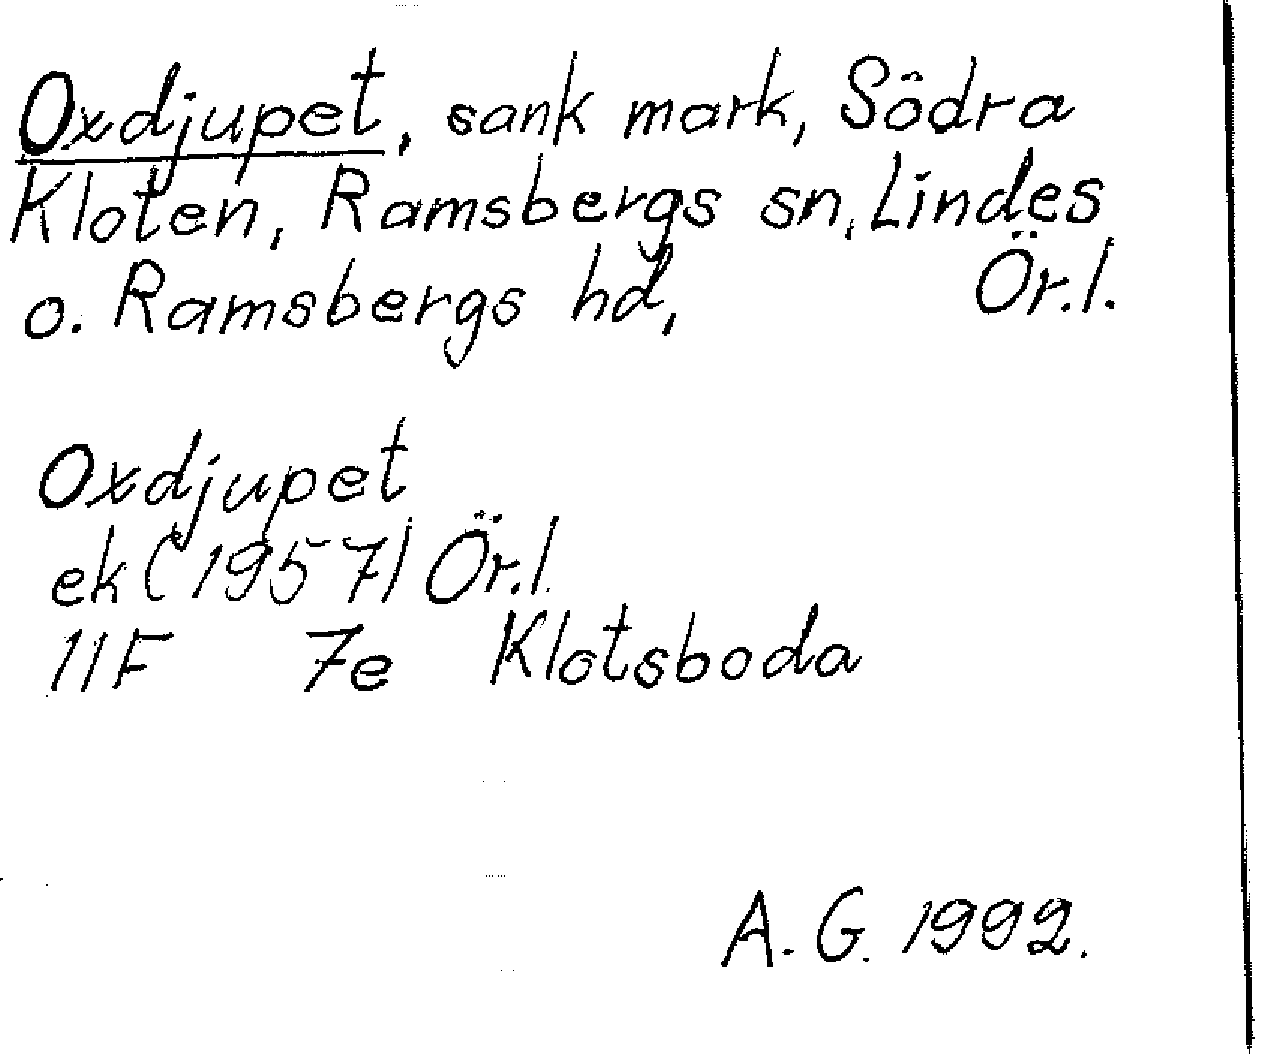 Oxdjupet, sank mark, Södra
Kloten, Ramsbergs sn, Lindes
o. Ramsbergs hd, Ör.l.
Oxdjupet
ek (1957) Ör.l.
11F 7e Klotsboda
A. G. 1992.